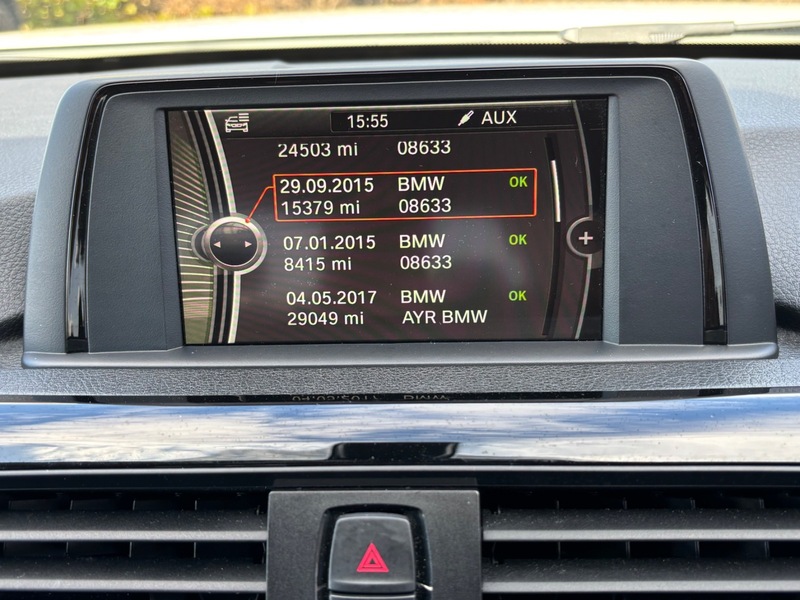 15:55 AUX
24503 mi 08633
29.09.2015 BMW OK
15379 mi 08633
07.01.2015 BMW OK
8415 mi 08633
04.05.2017 BMW OK
29049 mi AYR BMW